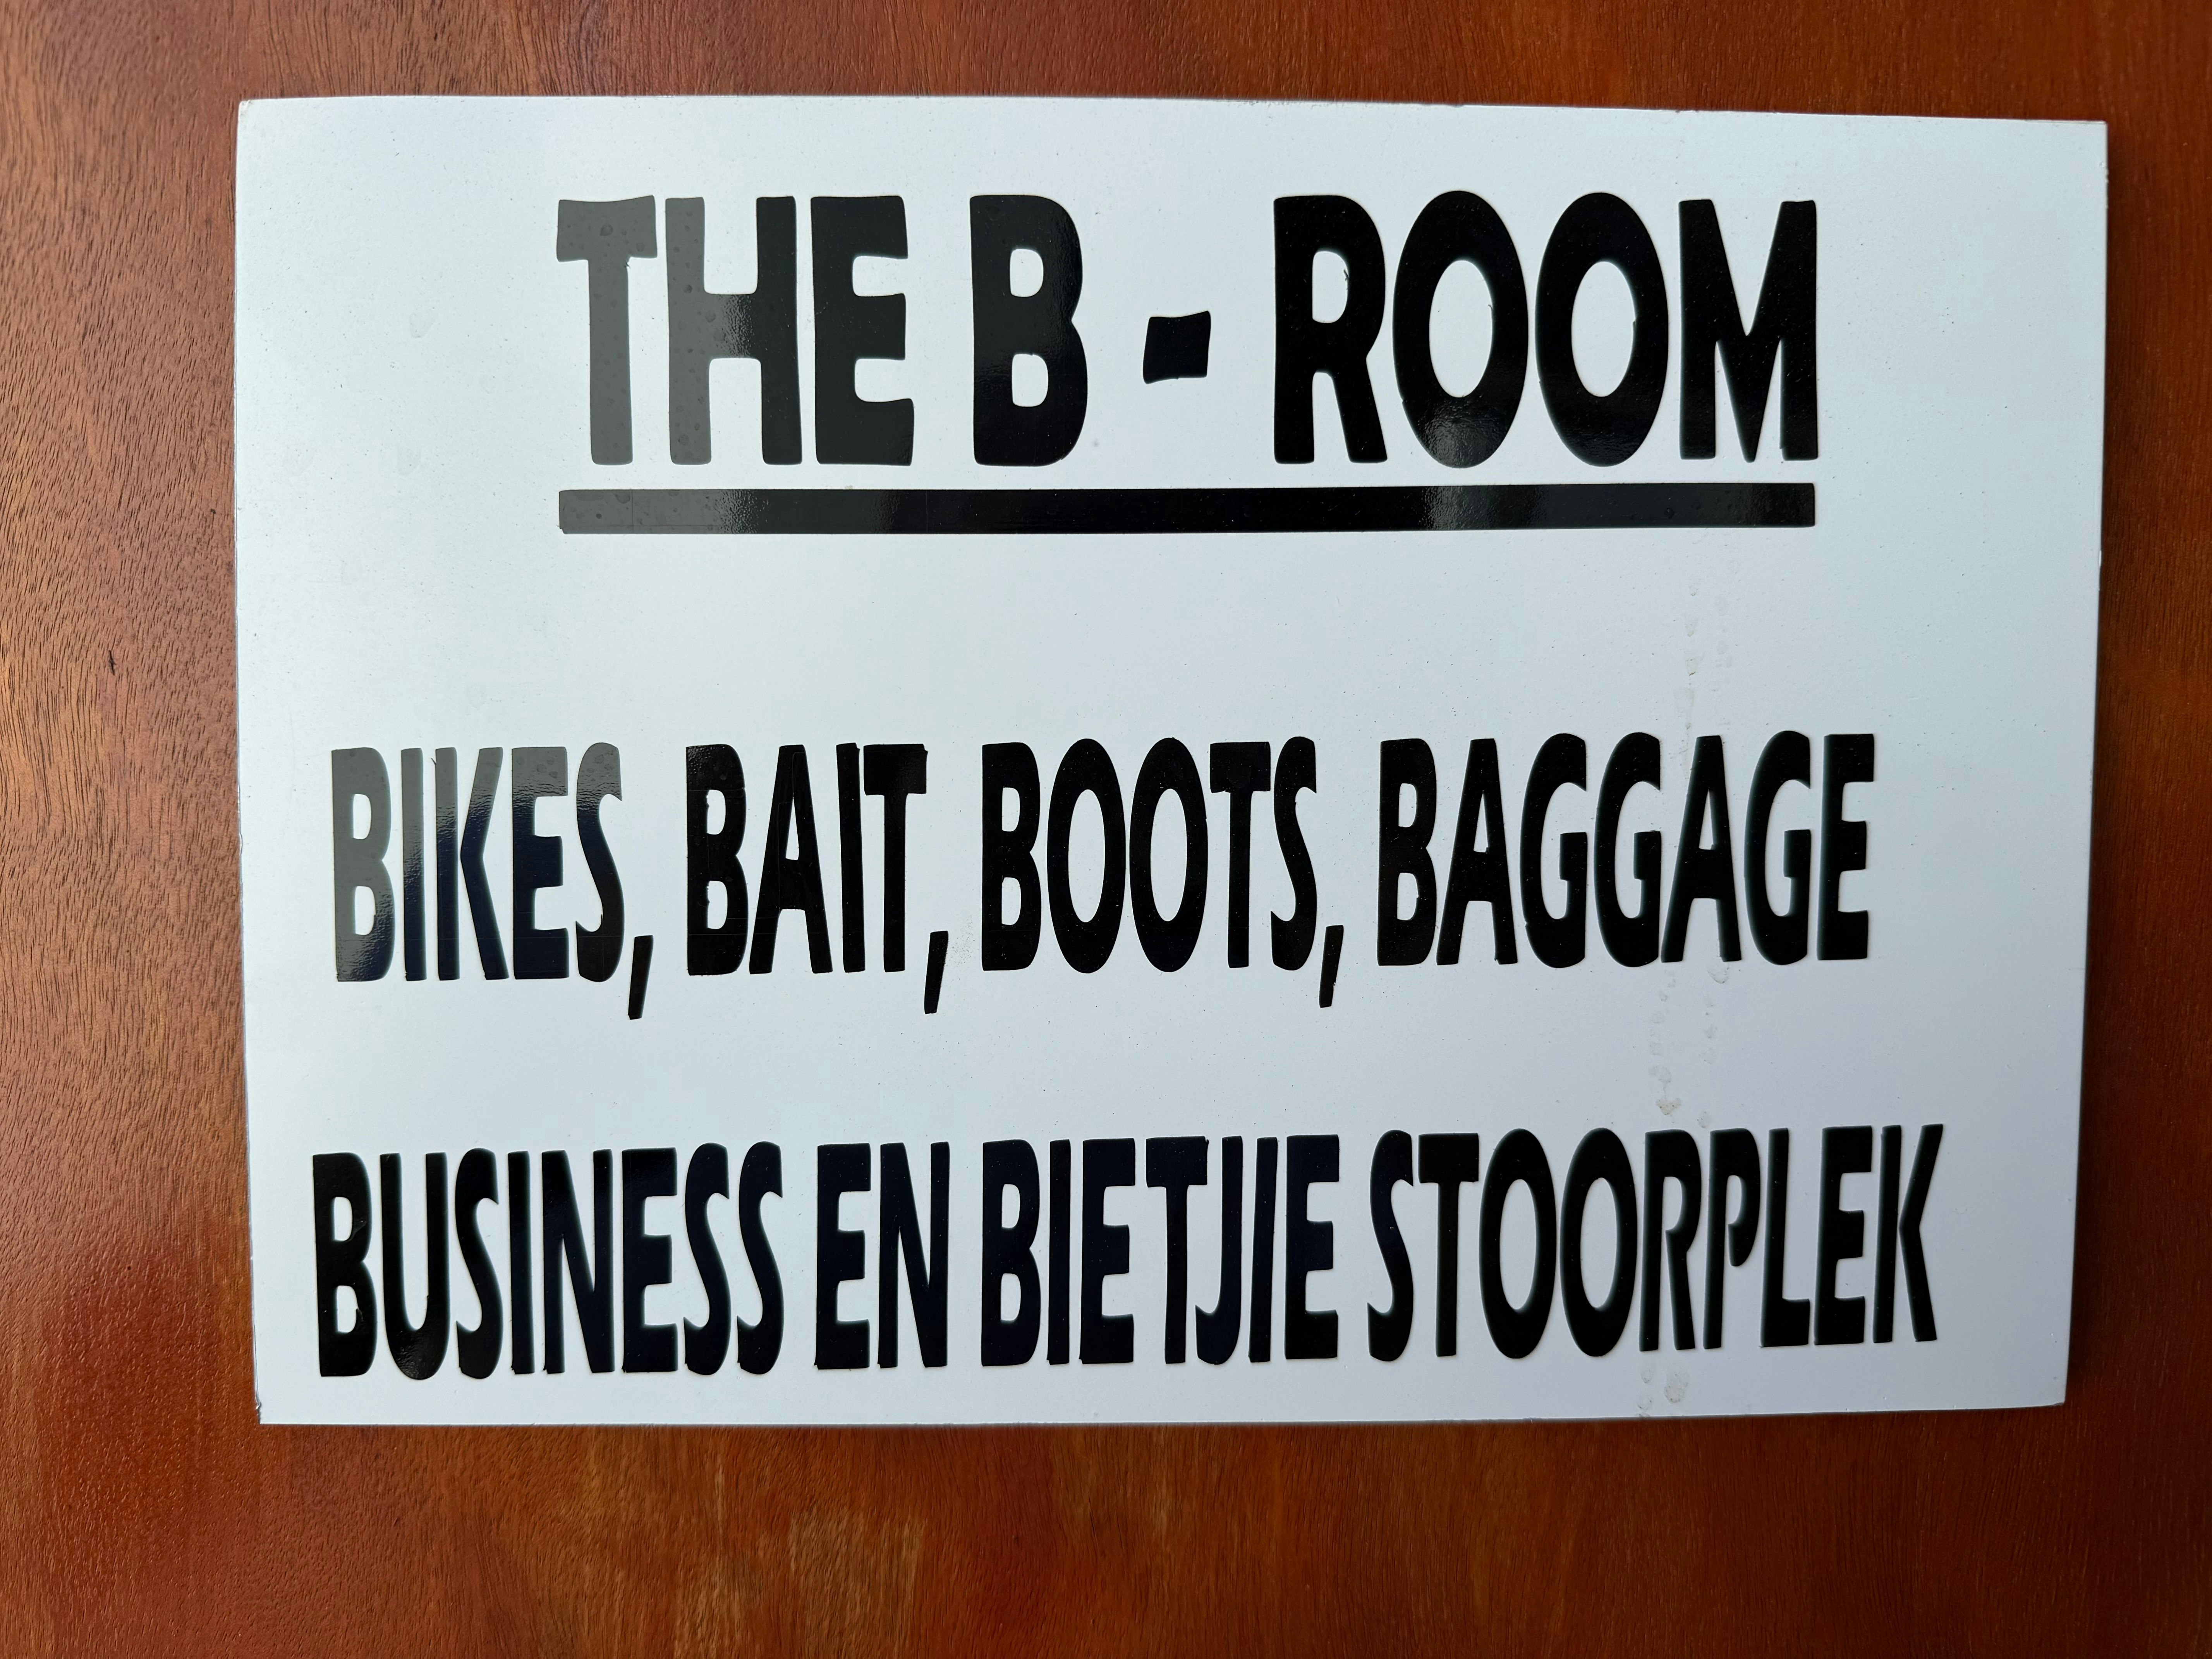 THE B - ROOM
BIKES, BAIT, BOOTS, BAGGAGE
BUSINESS EN BIETJIE STOORPLEK